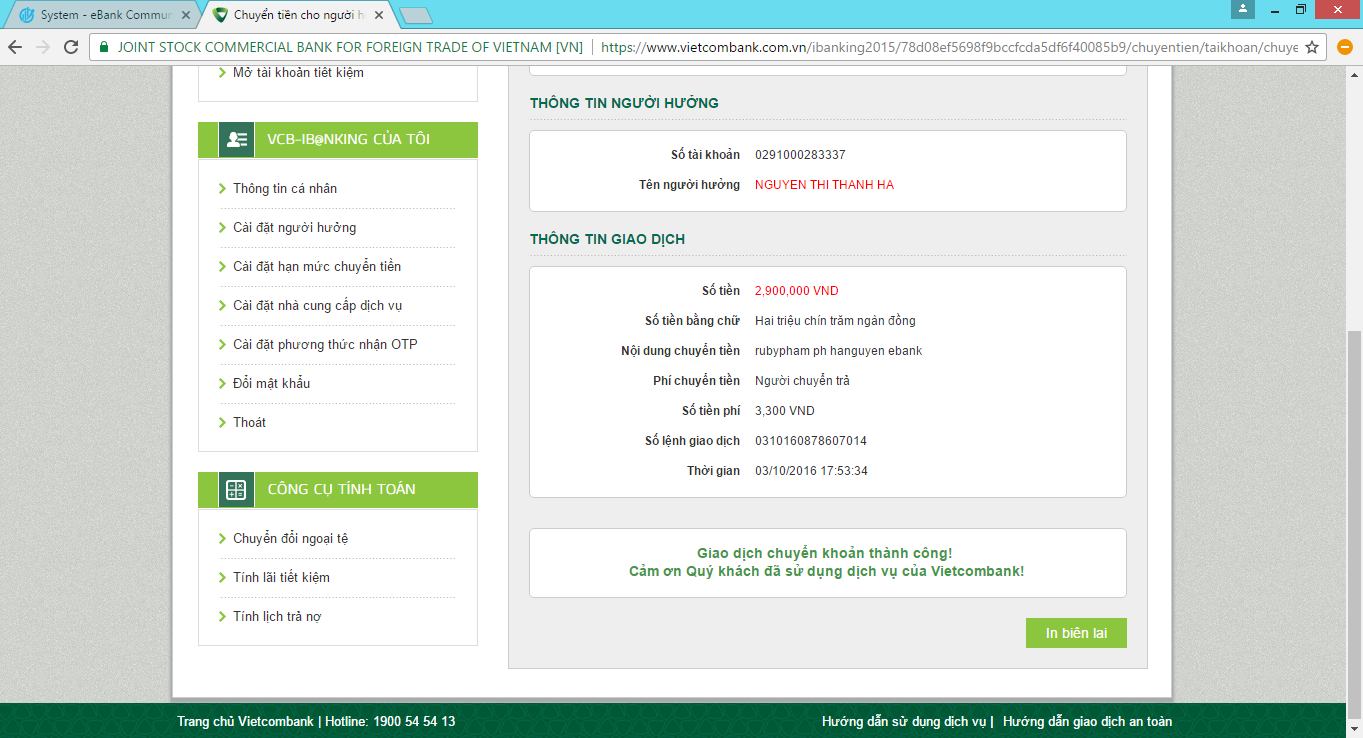 System - eBank Commun
Chuyển tiền cho người h
JOINT STOCK COMMERCIAL BANK FOR FOREIGN TRADE OF VIETNAM [VN]
https://www.vietcombank.com.vn/ibanking2015/78d08ef5698f9bccfcda5df6f40085b9/chuyentien/taikhoan/chuye
Mở tài khoản tiết kiệm
VCB-IB@NKING CỦA TÔI
Thông tin cá nhân
Cài đặt người hưởng
Cài đặt hạn mức chuyển tiền
Cài đặt nhà cung cấp dịch vụ
Cài đặt phương thức nhận OTP
Đổi mật khẩu
Thoát
CÔNG CỤ TÍNH TOÁN
Chuyển đổi ngoại tệ
Tính lãi tiết kiệm
Tính lịch trả nợ
THÔNG TIN NGƯỜI HƯỞNG
Số tài khoản 0291000283337
Tên người hưởng NGUYEN THI THANH HA
THÔNG TIN GIAO DỊCH
Số tiền 2,900,000 VND
Số tiền bằng chữ Hai triệu chín trăm ngàn đồng
Nội dung chuyển tiền rubypham ph hanguyen ebank
Phí chuyển tiền Người chuyển trả
Số tiền phí 3,300 VND
Số lệnh giao dịch 0310160878607014
Thời gian 03/10/2016 17:53:34
Giao dịch chuyển khoản thành công!
Cảm ơn Quý khách đã sử dụng dịch vụ của Vietcombank!
In biên lai
Trang chủ Vietcombank | Hotline: 1900 54 54 13
Hướng dẫn sử dụng dịch vụ | Hướng dẫn giao dịch an toàn